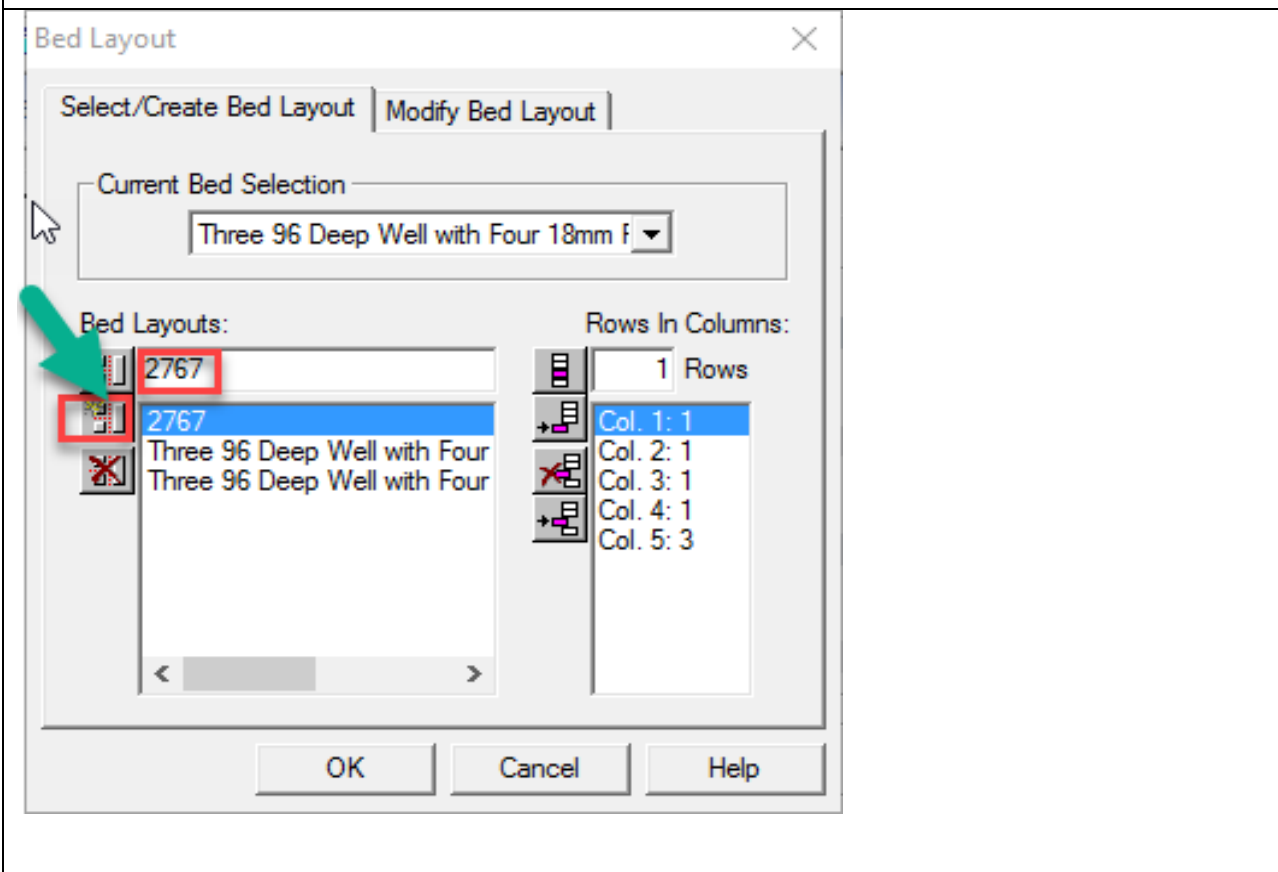 Bed Layout
Select/Create Bed Layout
Modify Bed Layout
Current Bed Selection
Three 96 Deep Well with Four 18mm F
Bed Layouts:
Rows In Columns:
2767
1 Rows
2767
Three 96 Deep Well with Four
Three 96 Deep Well with Four
Col. 1: 1
Col. 2: 1
Col. 3: 1
Col. 4: 1
Col. 5: 3
OK
Cancel
Help